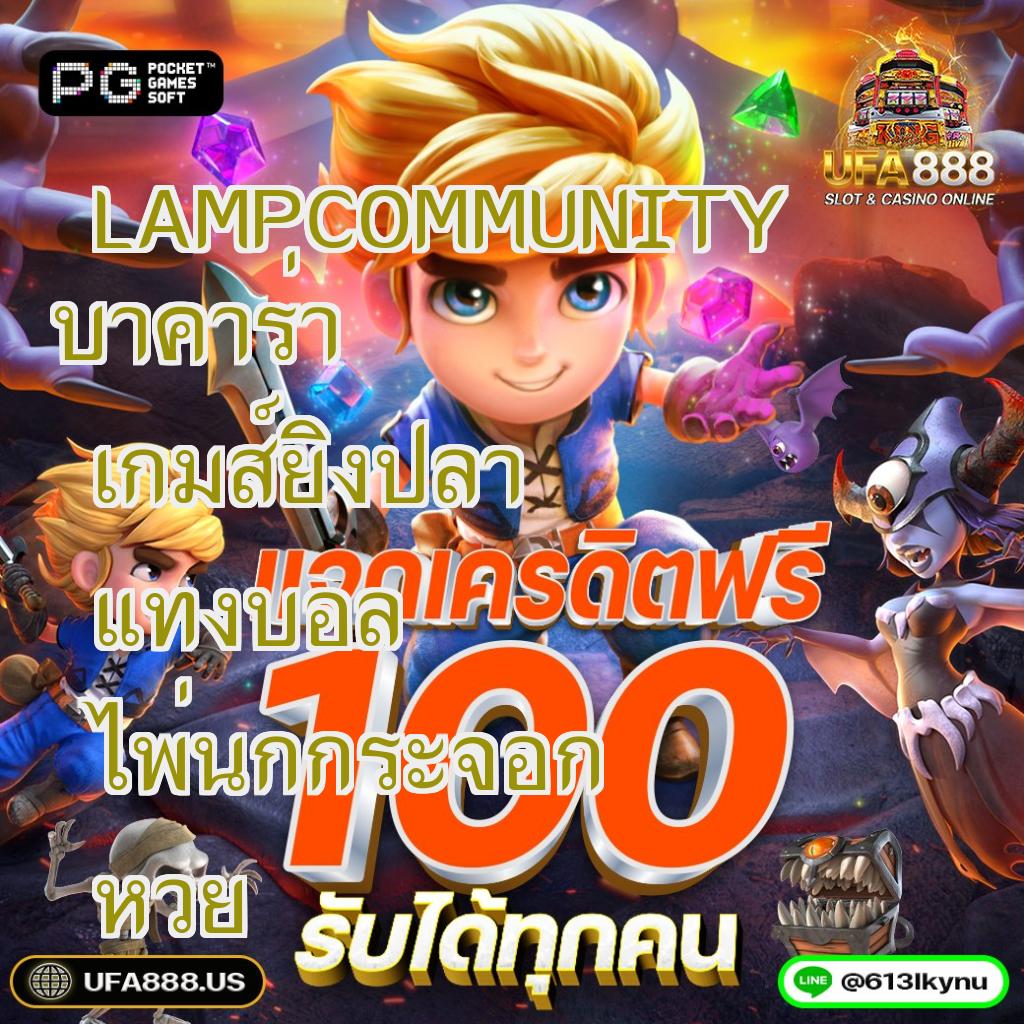 PG POCKET™
GAMES
SOFT
KING
UFA888
SLOT & CASINO ONLINE
LAMPCOMMUNITY
บาคาร่า
เกมส์ยิงปลา
แจกเครดิตฟรี
แท่งบอล
100
ไพ่นกกระจอก
หวย
รับได้ทุกคน
UFA888.US
LINE @613lkynu